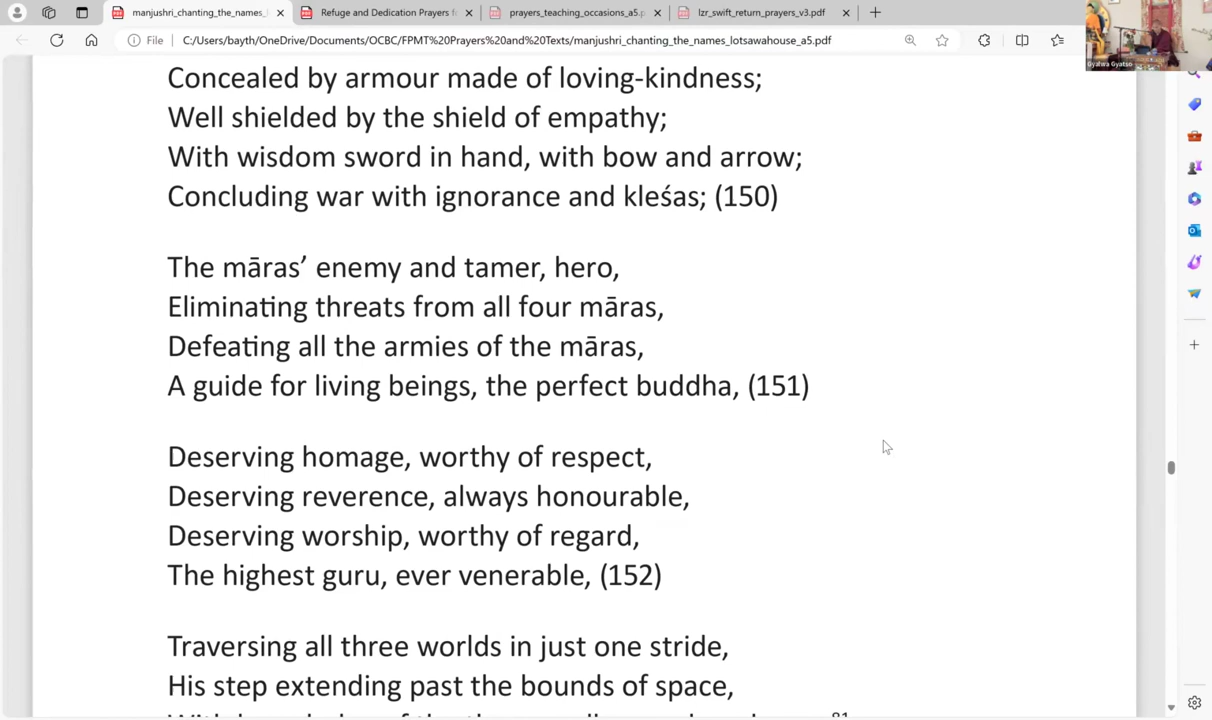 manjushri_chanting_the_names_
Refuge and Dedication Prayers f
prayers_teaching_occasions_a5.p
lzr_swift_return_prayers_v3.pdf
File
C:/Users/bayth/OneDrive/Documents/OCBC/FPMT%20Prayers%20and%20Texts/manjushri_chanting_the_names_lotsawahouse_a5.pdf
Gyalwa Gyatso
Concealed by armour made of loving-kindness;
Well shielded by the shield of empathy;
With wisdom sword in hand, with bow and arrow;
Concluding war with ignorance and kleśas; (150)
The māras’ enemy and tamer, hero,
Eliminating threats from all four māras,
Defeating all the armies of the māras,
A guide for living beings, the perfect buddha, (151)
Deserving homage, worthy of respect,
Deserving reverence, always honourable,
Deserving worship, worthy of regard,
The highest guru, ever venerable, (152)
Traversing all three worlds in just one stride,
His step extending past the bounds of space,
81